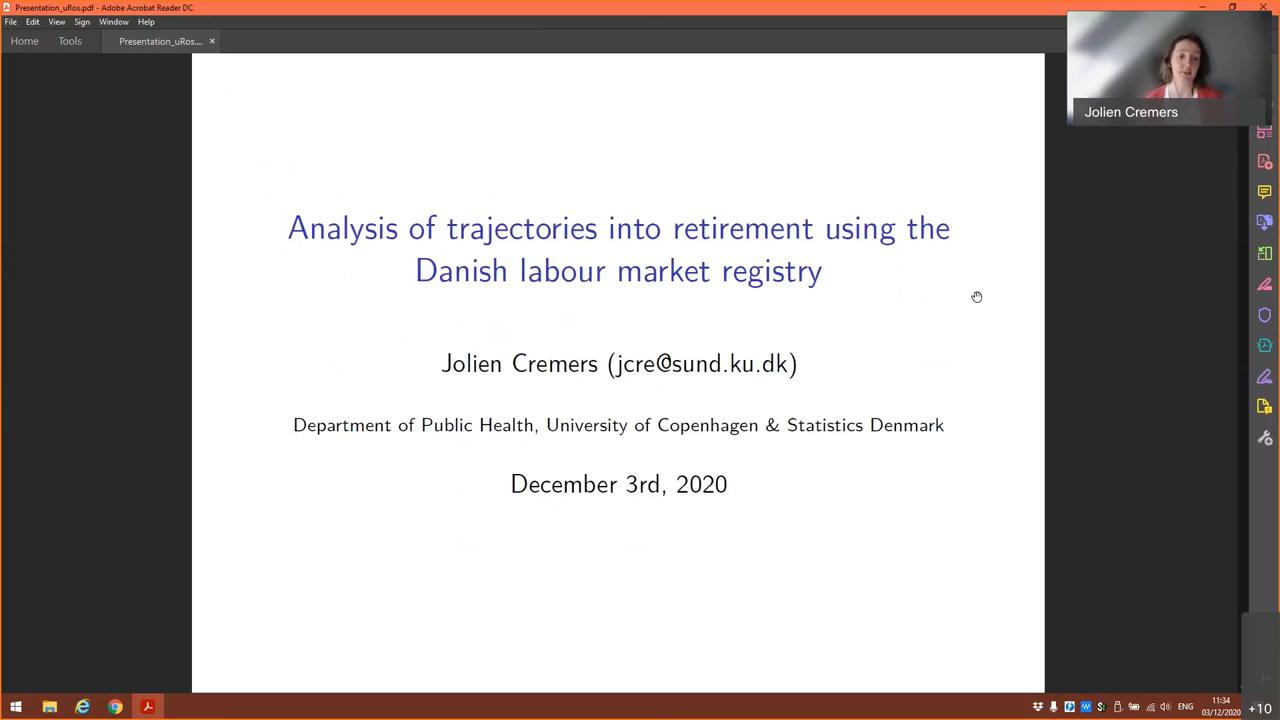 Presentation_uRos.pdf - Adobe Acrobat Reader DC
File Edit View Sign Window Help
Home Tools Presentation_uRos....
Jolien Cremers
Analysis of trajectories into retirement using the
Danish labour market registry
Jolien Cremers (jcre@sund.ku.dk)
Department of Public Health, University of Copenhagen & Statistics Denmark
December 3rd, 2020
ENG
11:34
03/12/2020
+10